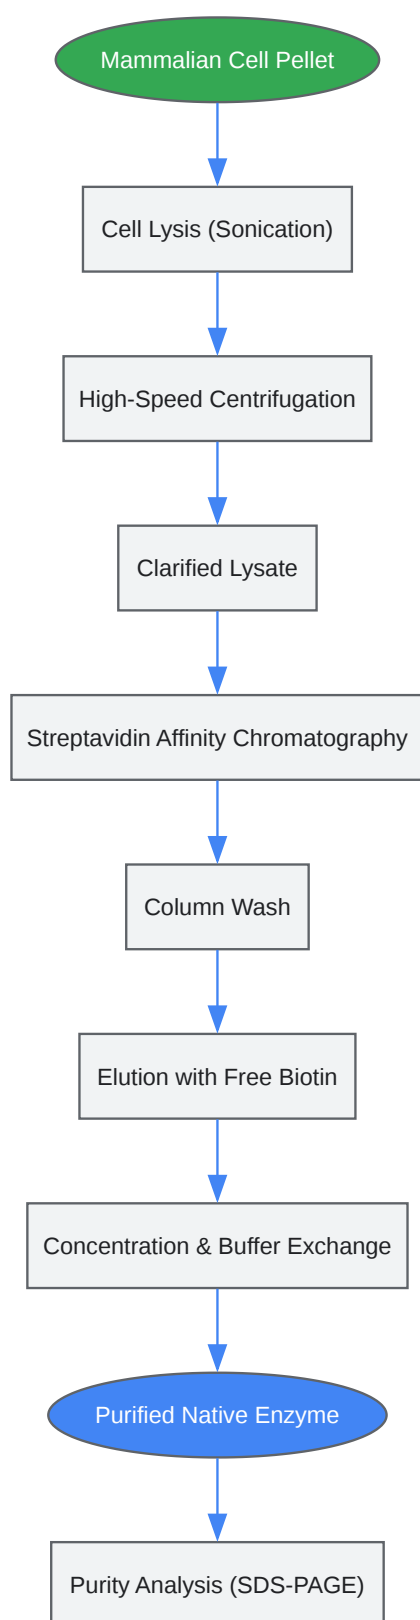 Mammalian Cell Pellet
Cell Lysis (Sonication)
High-Speed Centrifugation
Clarified Lysate
Streptavidin Affinity Chromatography
Column Wash
Elution with Free Biotin
Concentration & Buffer Exchange
Purified Native Enzyme
Purity Analysis (SDS-PAGE)